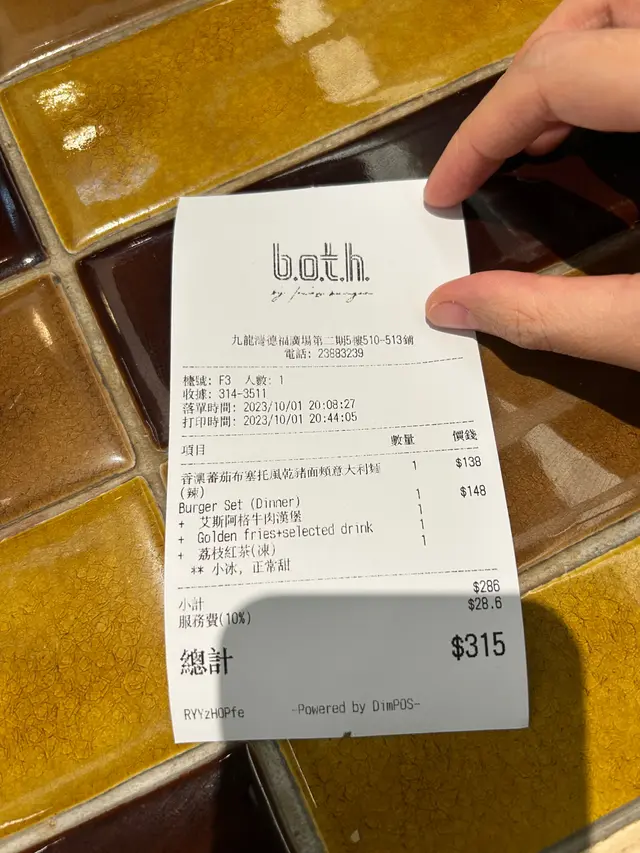 b.o.t.h.
by
九龍灣德福廣場第二期5樓510-513鋪
電話: 23883239
檯號: F3 人數: 1
收據: 314-3511
落單時間: 2023/10/01 20:08:27
打印時間: 2023/10/01 20:44:05
項目 數量 價錢
香濃蕃茄布塞托風乾豬面頰意大利麵 1 $138
(辣)
Burger Set (Dinner) 1 $148
+ 艾斯阿格牛肉漢堡 1
+ Golden fries+selected drink 1
+ 荔枝紅茶(凍) 1
** 小冰, 正常甜
小計 $286
服務費(10%) $28.6
總計 $315
RYYzHOPfe -Powered by DimPOS-